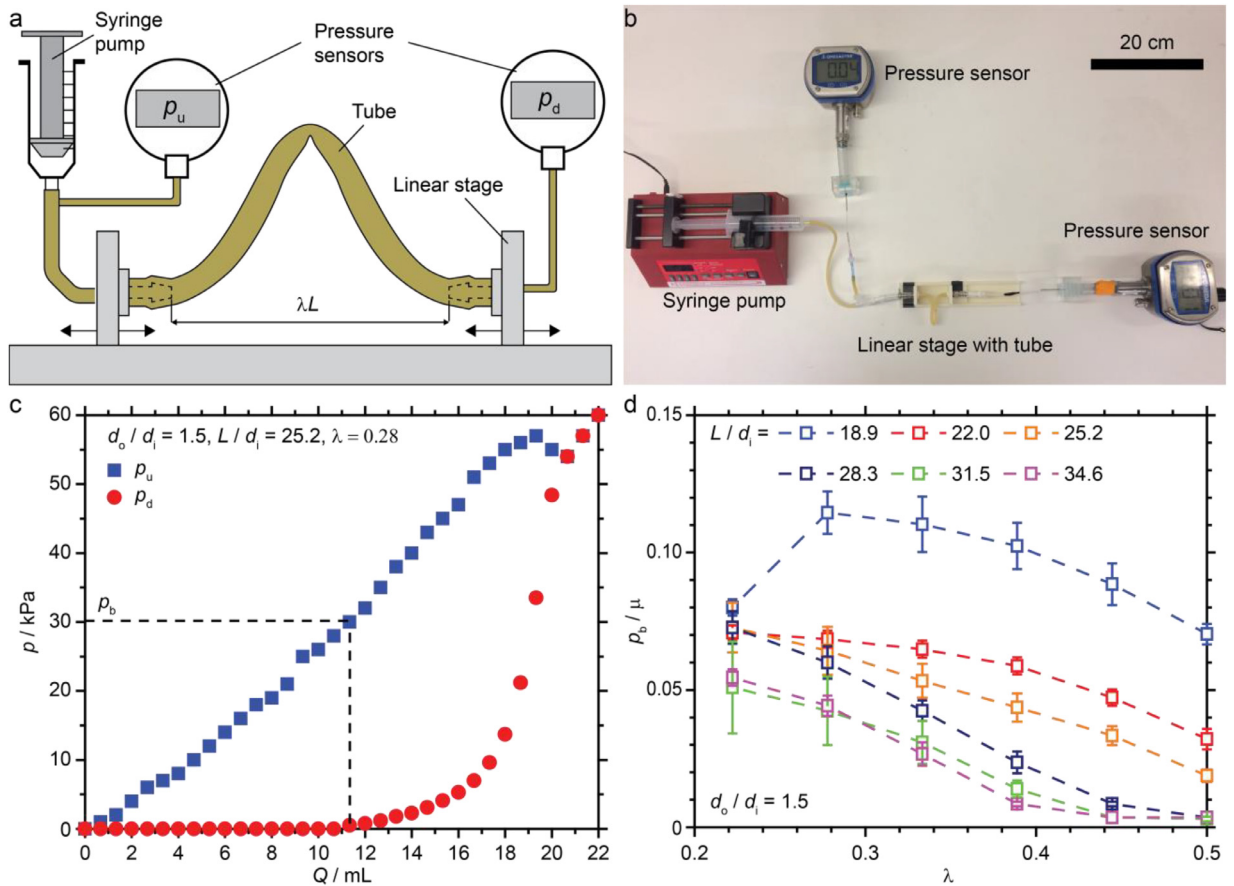 a
Syringe
pump
Pressure
sensors
p_u
p_d
Tube
Linear stage
λL
b
20 cm
Pressure sensor
0.04
Pressure sensor
Syringe pump
Linear stage with tube
c
60
50
40
30
20
10
0
p / kPa
d_o / d_i = 1.5, L / d_i = 25.2, λ = 0.28
p_u
p_d
p_b
0 2 4 6 8 10 12 14 16 18 20 22
Q / mL
d
0.15
0.10
0.05
0
p_b / μ
L / d_i = 18.9 22.0 25.2
28.3 31.5 34.6
d_o / d_i = 1.5
0.2 0.3 0.4 0.5
λ